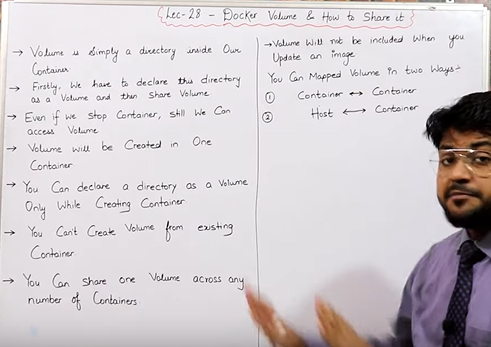 Lec-28 - Docker Volume & How to Share it
→ Volume is Simply a directory inside Our
Container
→ Firstly, We have to declare this directory
as a Volume and then Share Volume
→ Even if we Stop Container, Still We Can
access Volume
→ Volume will be Created in One
Container
→ You Can declare a directory as a Volume
Only While Creating Container
→ You Cant Create Volume from existing
Container
→ You Can share one Volume across any
number of Containers
→ Volume Will not be included When you
Update an image
You Can Mapped Volume in two Ways:-
① Container ↔ Container
② Host ↔ Container